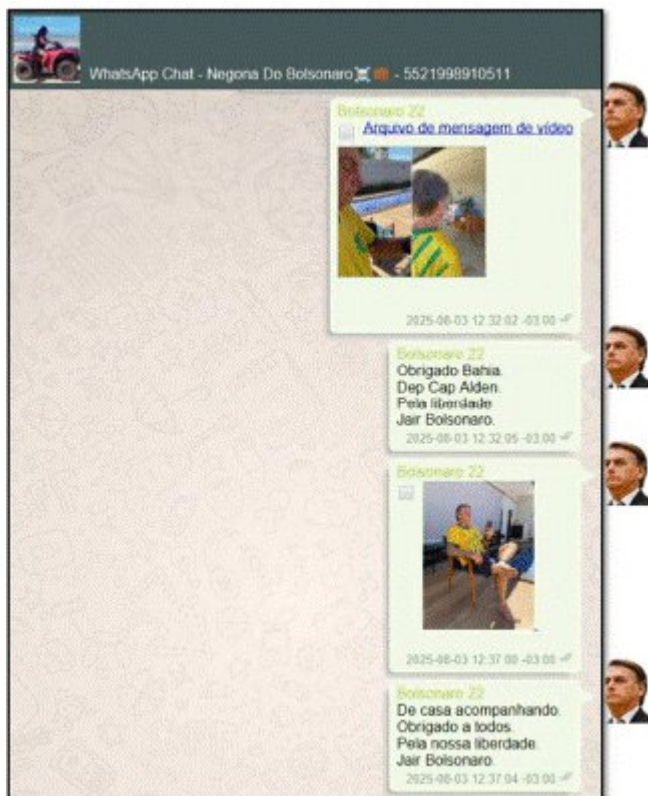 WhatsApp Chat - Negona Do Bolsonaro - 5521998910511
Bolsonaro 22
Arquivo de mensagem de vídeo
2025-08-03 12:32:02 -03:00
Bolsonaro 22
Obrigado Bahia.
Dep Cap Alden.
Pela liberdade
Jair Bolsonaro.
2025-08-03 12:32:05 -03:00
Bolsonaro 22
2025-08-03 12:37:00 -03:00
Bolsonaro 22
De casa acompanhando.
Obrigado a todos.
Pela nossa liberdade.
Jair Bolsonaro.
2025-08-03 12:37:04 -03:00